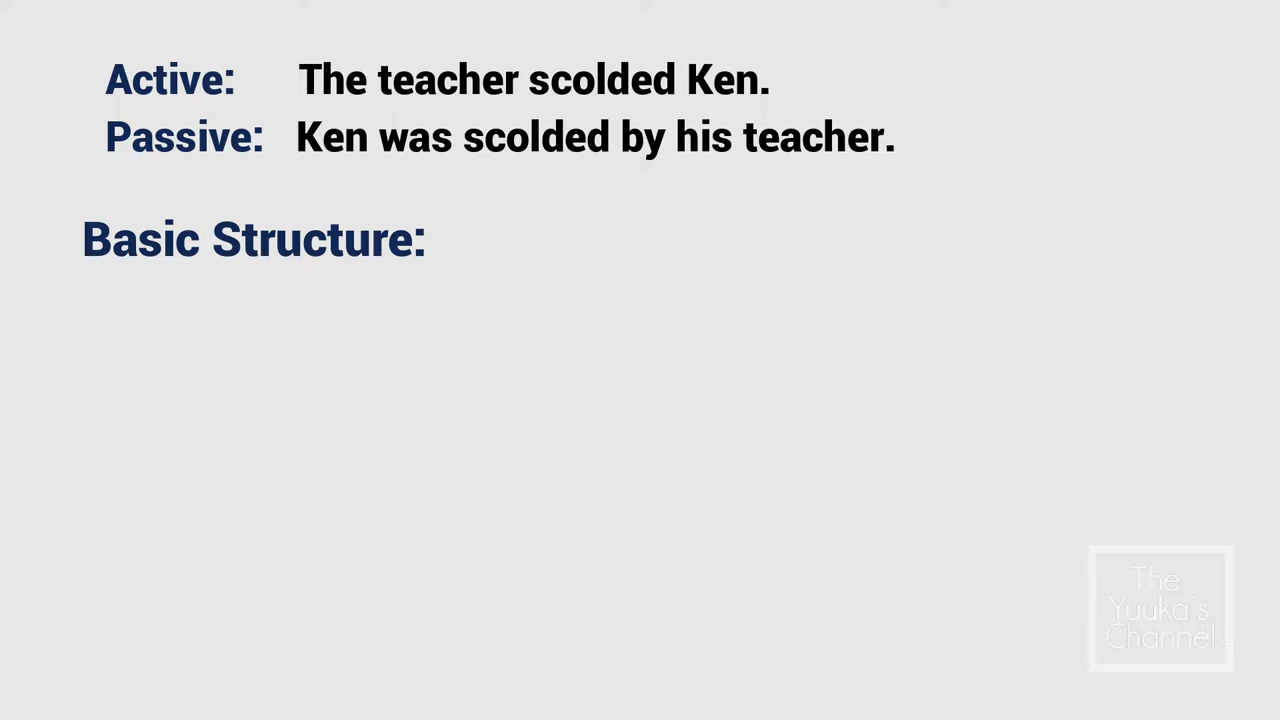 Active: The teacher scolded Ken.
Passive: Ken was scolded by his teacher.
Basic Structure:
The
Yuuka's
Channel